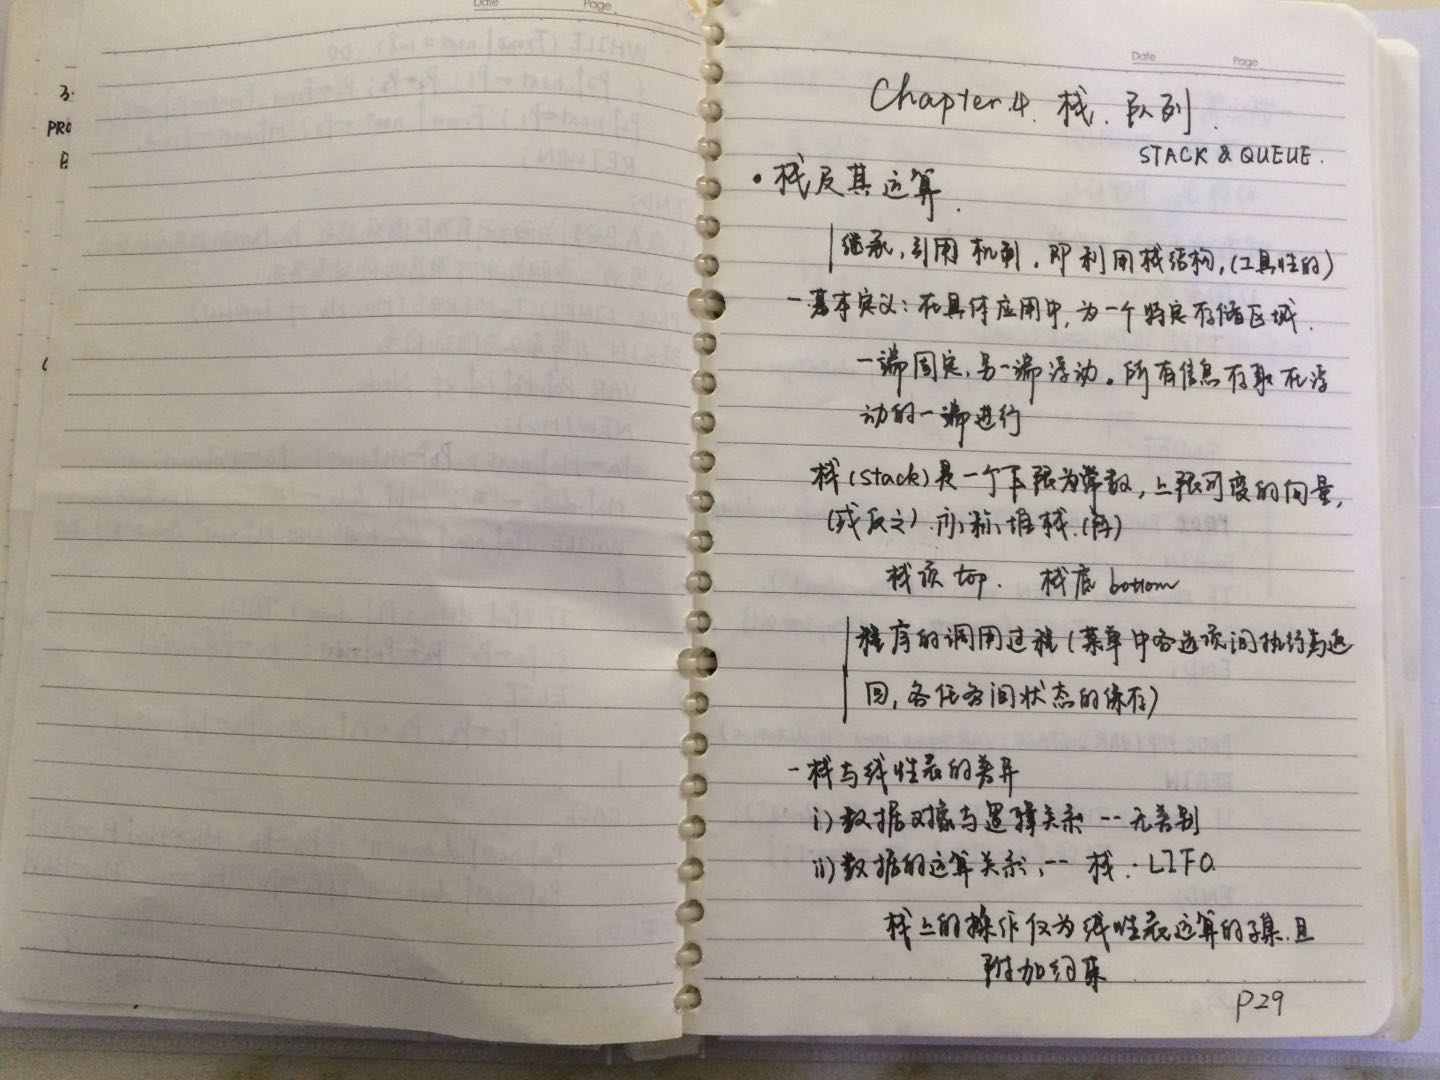 Date Page
PRO
Date Page
Chapter.4. 栈. 队列.
STACK & QUEUE.
• 栈及其运算.
继承, 引用机制. 即利用栈结构, (工具性的)
- 基本定义: 在具体应用中, 为一个特定存储区域.
一端固定, 另一端浮动。所有信息存取在浮
动的一端进行
栈(stack)是一个下限为常数, 上限可变的向量,
(或反之). 亦称堆栈.
栈顶 top. 栈底 bottom
程序的调用过程(菜单中各选项间执行与返
回, 各任务间状态的保存)
- 栈与线性表的差异
i) 数据对象与逻辑关系 -- 无差别
ii) 数据的运算关系, -- 栈: LIFO
栈上的操作仅为线性表运算的子集. 且
附加约束
P29